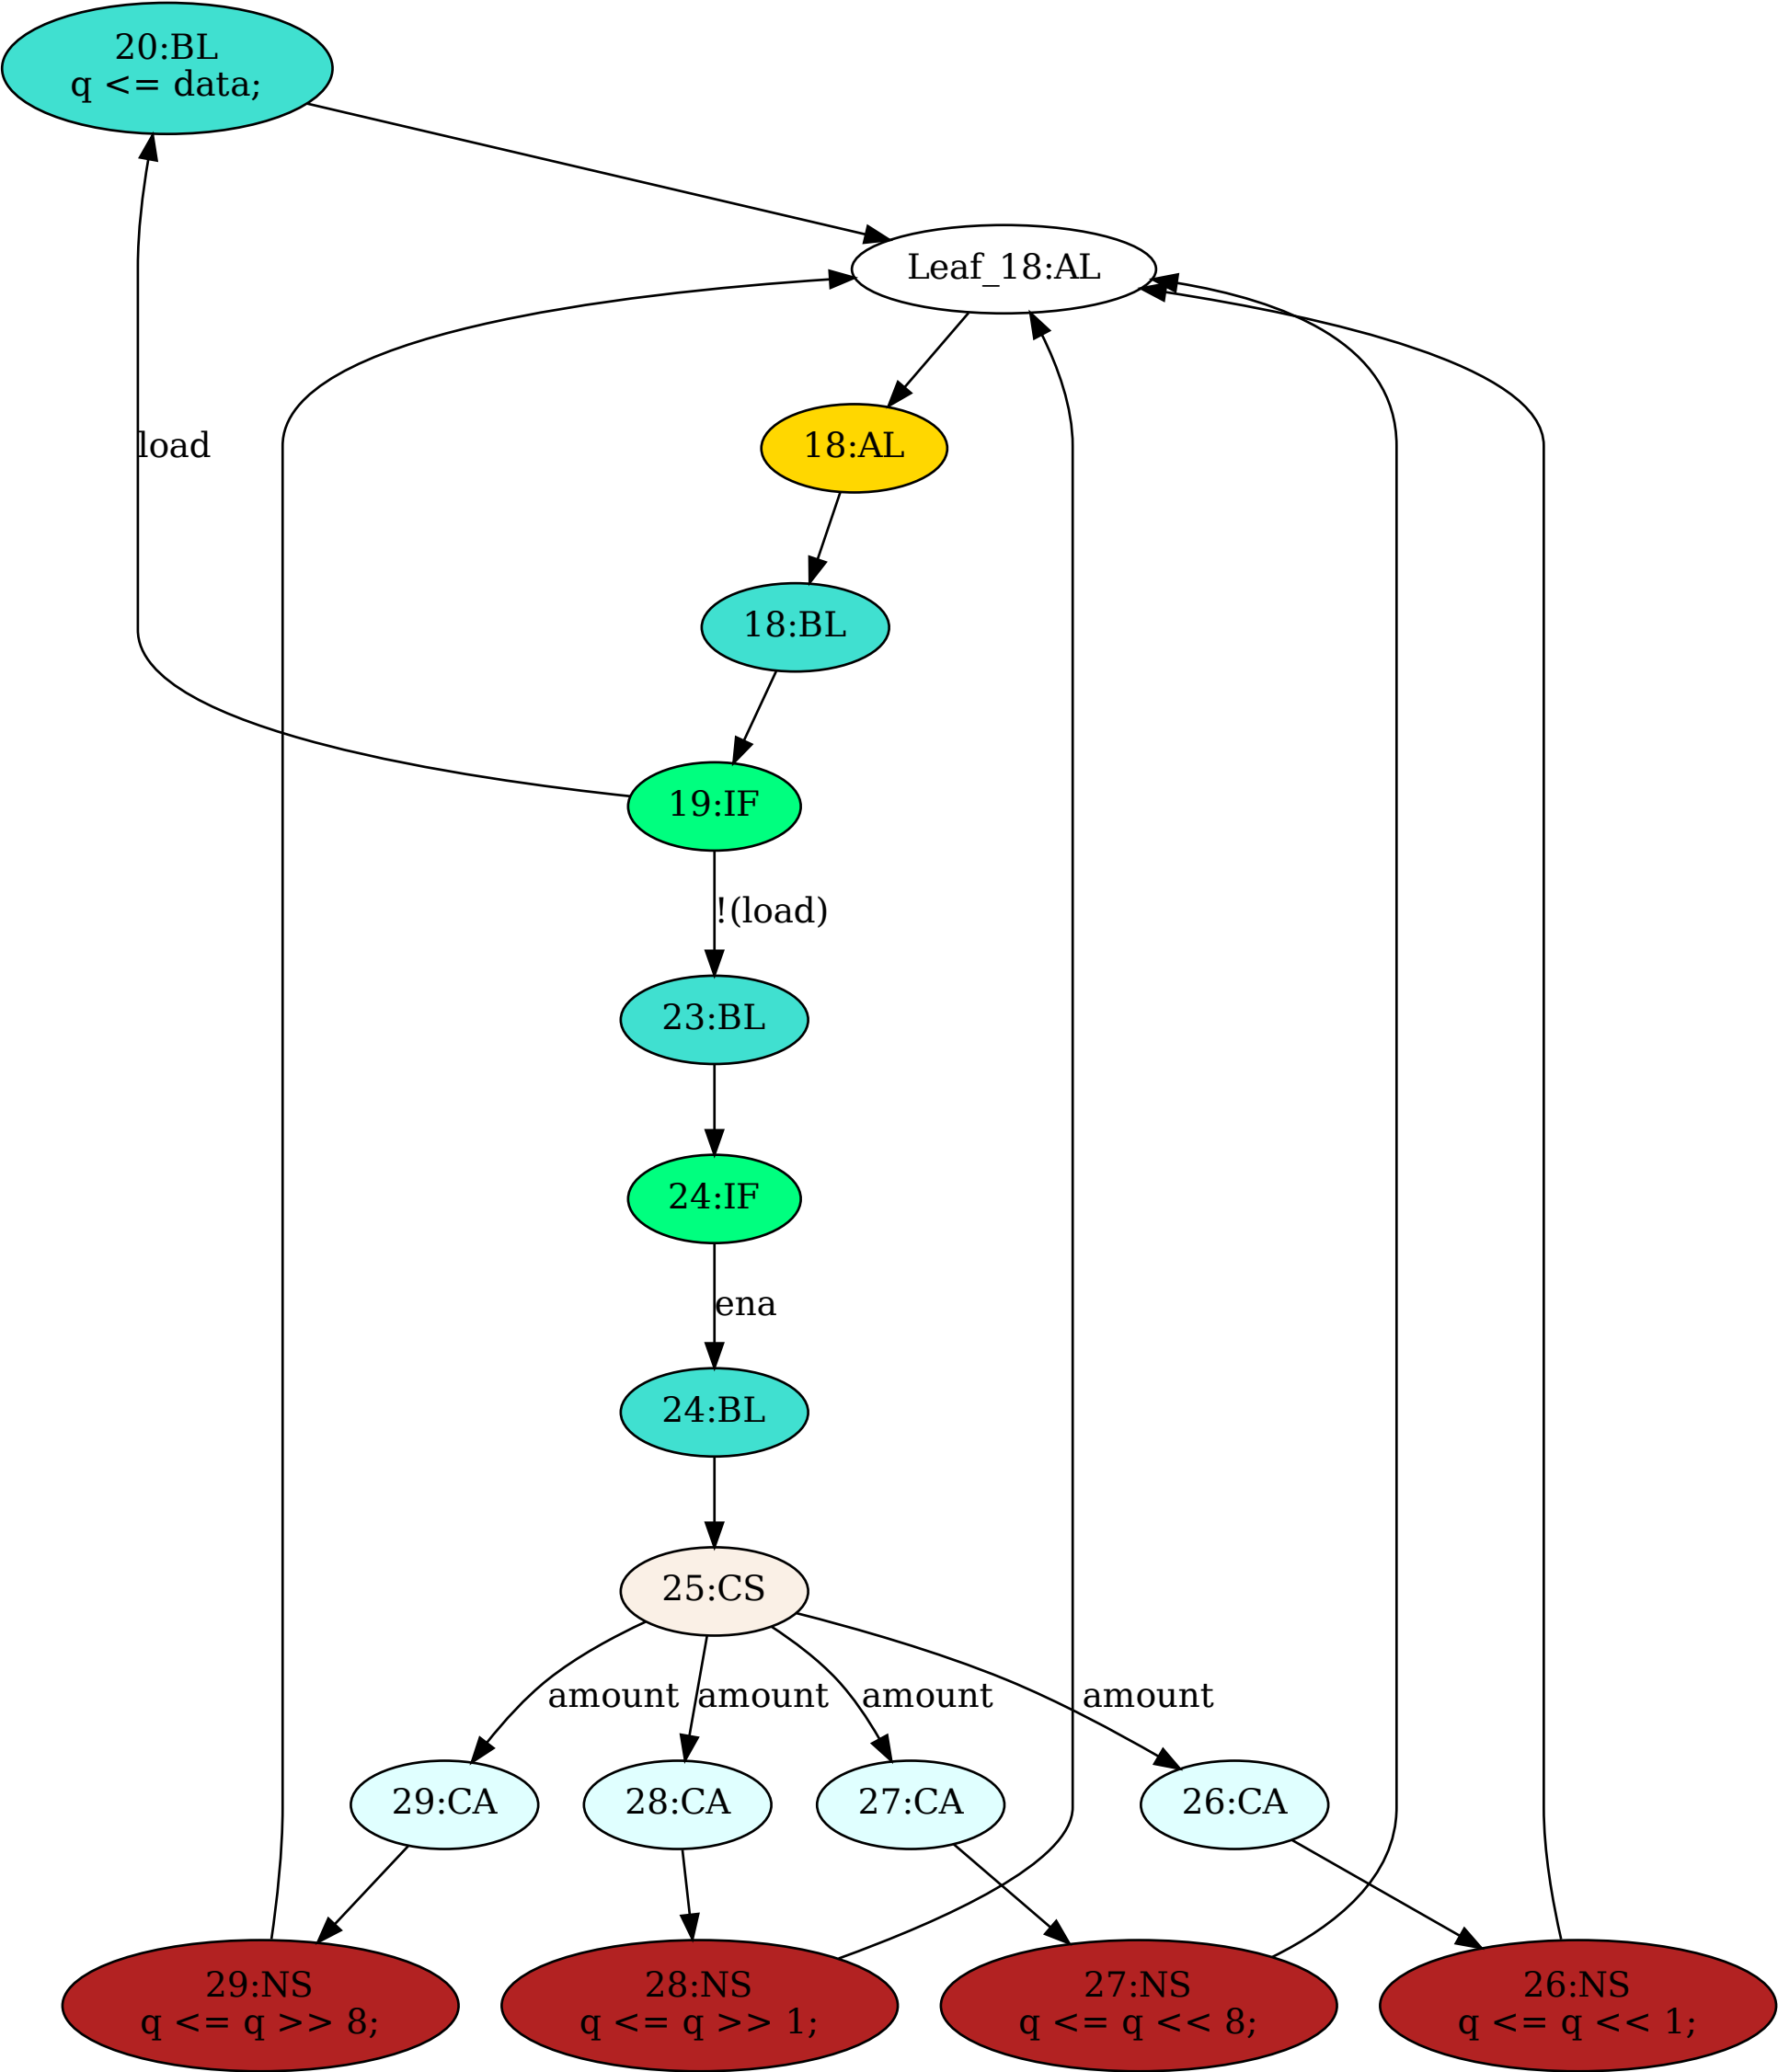 20:BL
q <= data;
Leaf_18:AL
load
18:AL
18:BL
19:IF
!(load)
23:BL
24:IF
ena
24:BL
25:CS
amount
amount
amount
amount
29:CA
28:CA
27:CA
26:CA
29:NS
q <= q >> 8;
28:NS
q <= q >> 1;
27:NS
q <= q << 8;
26:NS
q <= q << 1;